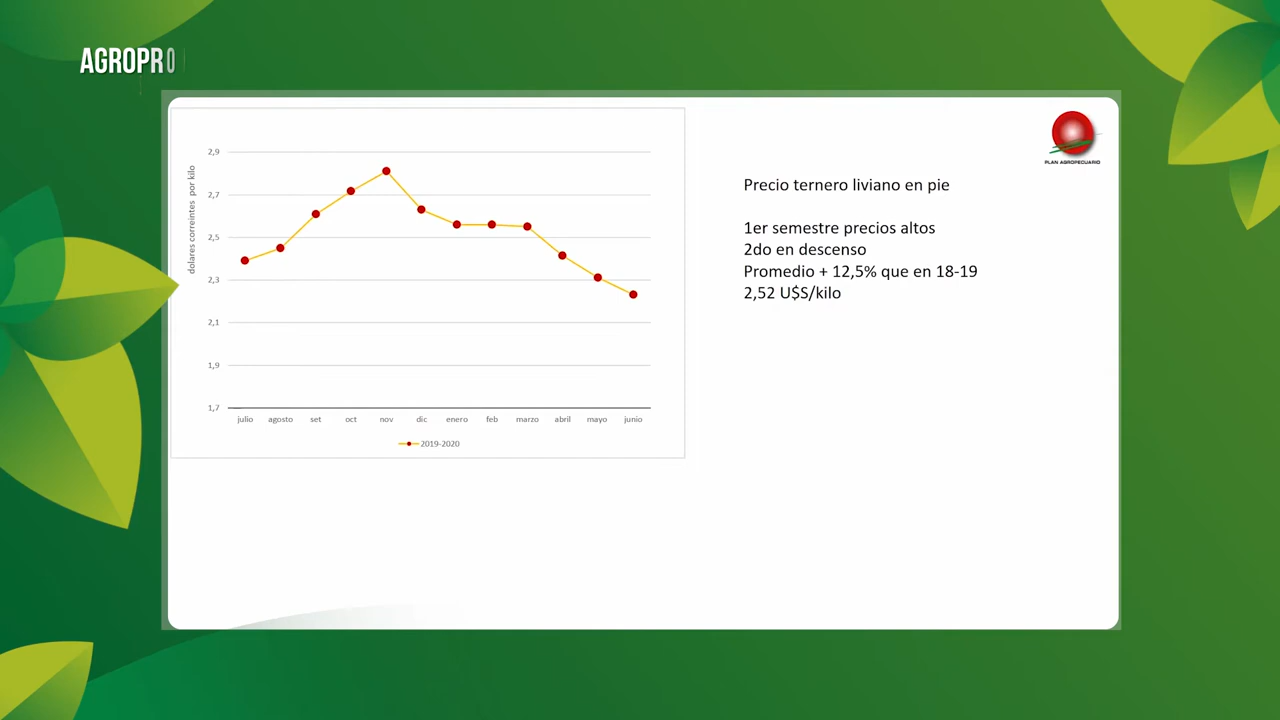 AGROPRO
2,9
2,7
2,5
2,3
2,1
1,9
1,7
dolares correintes por kilo
julio agosto set oct nov dic enero feb marzo abril mayo junio
2019-2020
PLAN AGROPECUARIO
Precio ternero liviano en pie
1er semestre precios altos
2do en descenso
Promedio + 12,5% que en 18-19
2,52 U$S/kilo